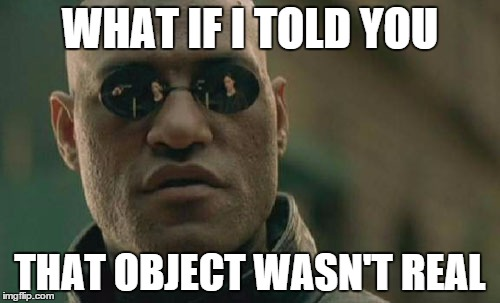 WHAT IF I TOLD YOU
THAT OBJECT WASN'T REAL
imgflip.com